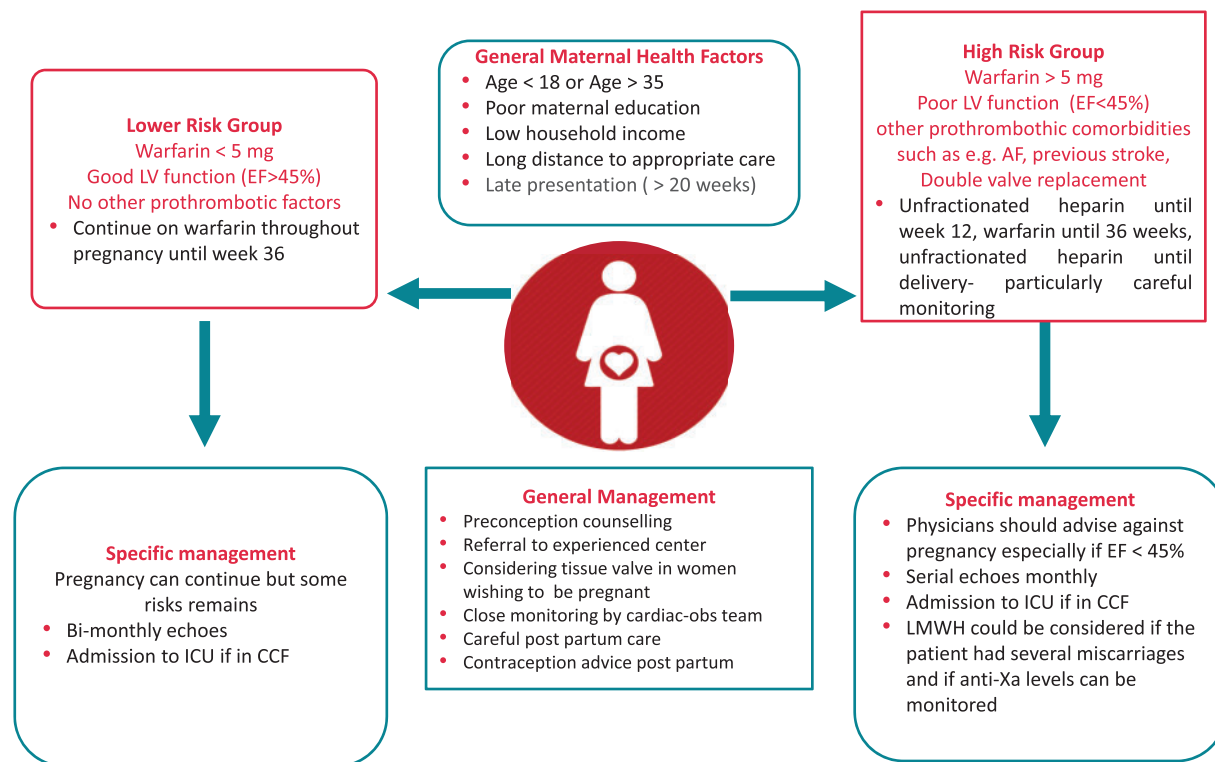 General Maternal Health Factors
• Age < 18 or Age > 35
• Poor maternal education
• Low household income
• Long distance to appropriate care
• Late presentation ( > 20 weeks)
Lower Risk Group
Warfarin < 5 mg
Good LV function (EF>45%)
No other prothrombotic factors
• Continue on warfarin throughout
pregnancy until week 36
High Risk Group
Warfarin > 5 mg
Poor LV function (EF<45%)
other prothrombothic comorbidities
such as e.g. AF, previous stroke,
Double valve replacement
• Unfractionated heparin until
week 12, warfarin until 36 weeks,
unfractionated heparin until
delivery- particularly careful
monitoring
Specific management
Pregnancy can continue but some
risks remains
• Bi-monthly echoes
• Admission to ICU if in CCF
General Management
• Preconception counselling
• Referral to experienced center
• Considering tissue valve in women
wishing to be pregnant
• Close monitoring by cardiac-obs team
• Careful post partum care
• Contraception advice post partum
Specific management
• Physicians should advise against
pregnancy especially if EF < 45%
• Serial echoes monthly
• Admission to ICU if in CCF
• LMWH could be considered if the
patient had several miscarriages
and if anti-Xa levels can be
monitored